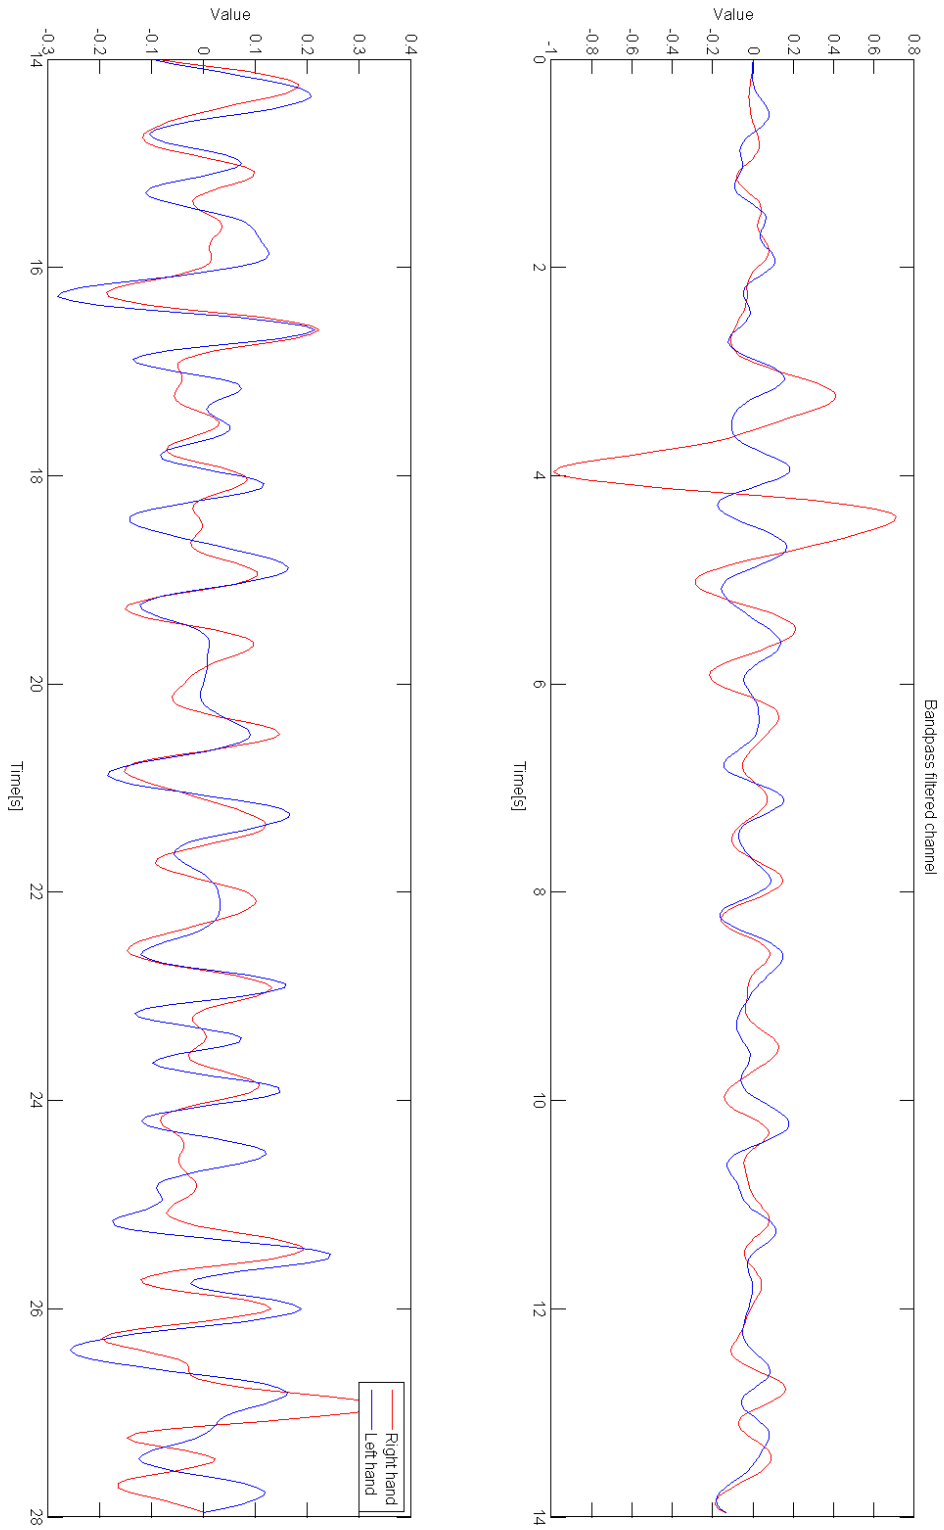 Bandpass filtered channel
0.8
0.6
0.4
0.2
0
-0.2
-0.4
-0.6
-0.8
-1
Value
0 2 4 6 8 10 12 14
Time[s]
0.4
0.3
0.2
0.1
0
-0.1
-0.2
-0.3
Value
14 16 18 20 22 24 26 28
Time[s]
Right hand
Left hand